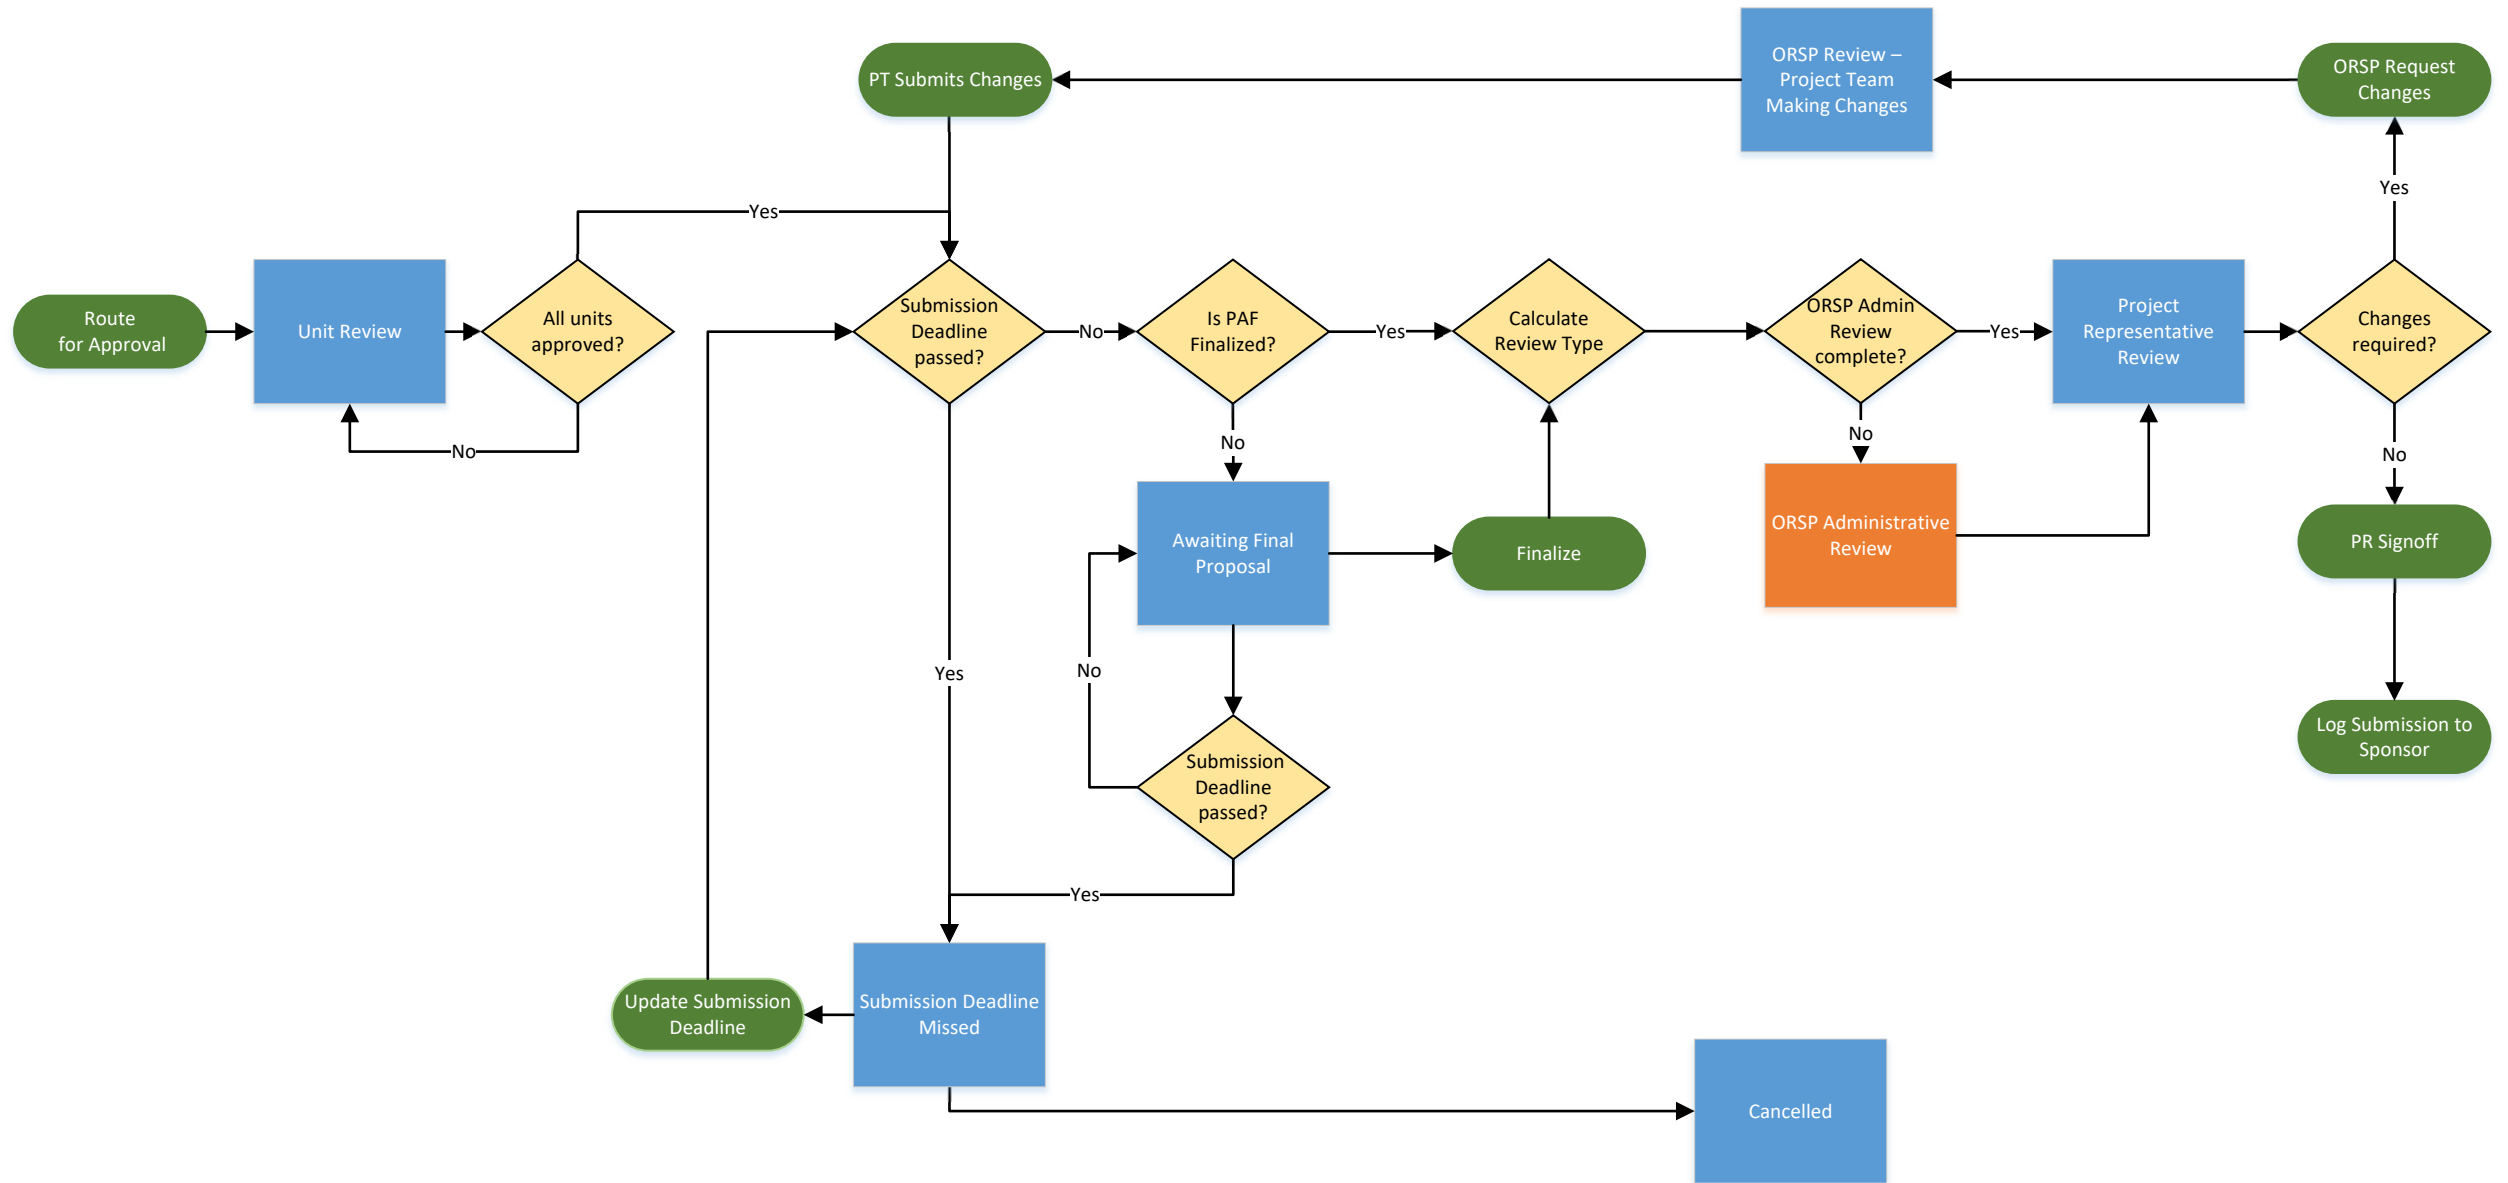 PT Submits Changes
ORSP Review –
Project Team
Making Changes
ORSP Request
Changes
Yes
Yes
Route
for Approval
Unit Review
All units
approved?
No
Submission
Deadline
passed?
No
Is PAF
Finalized?
Yes
Calculate
Review Type
ORSP Admin
Review
complete?
Yes
Project
Representative
Review
Changes
required?
No
No
No
Awaiting Final
Proposal
Finalize
ORSP Administrative
Review
PR Signoff
Yes
No
Submission
Deadline
passed?
Log Submission to
Sponsor
Yes
Update Submission
Deadline
Submission Deadline
Missed
Cancelled